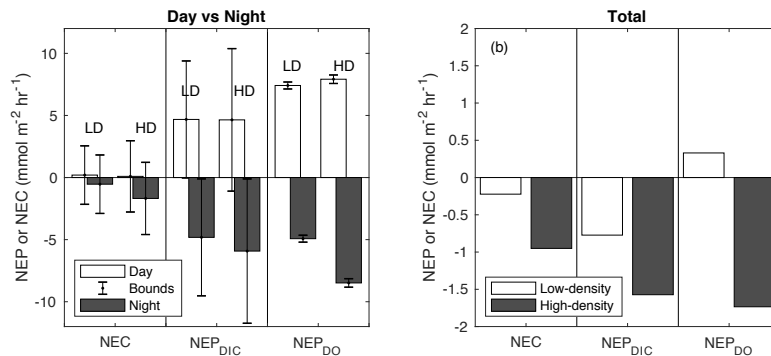 Day vs Night
NEP or NEC (mmol m⁻² hr⁻¹)
10
5
0
-5
-10
LD
HD
LD
HD
LD
HD
Day
Bounds
Night
NEC
NEP_DIC
NEP_DO
Total
(b)
NEP or NEC (mmol m⁻² hr⁻¹)
2
1.5
1
0.5
0
-0.5
-1
-1.5
-2
Low-density
High-density
NEC
NEP_DIC
NEP_DO